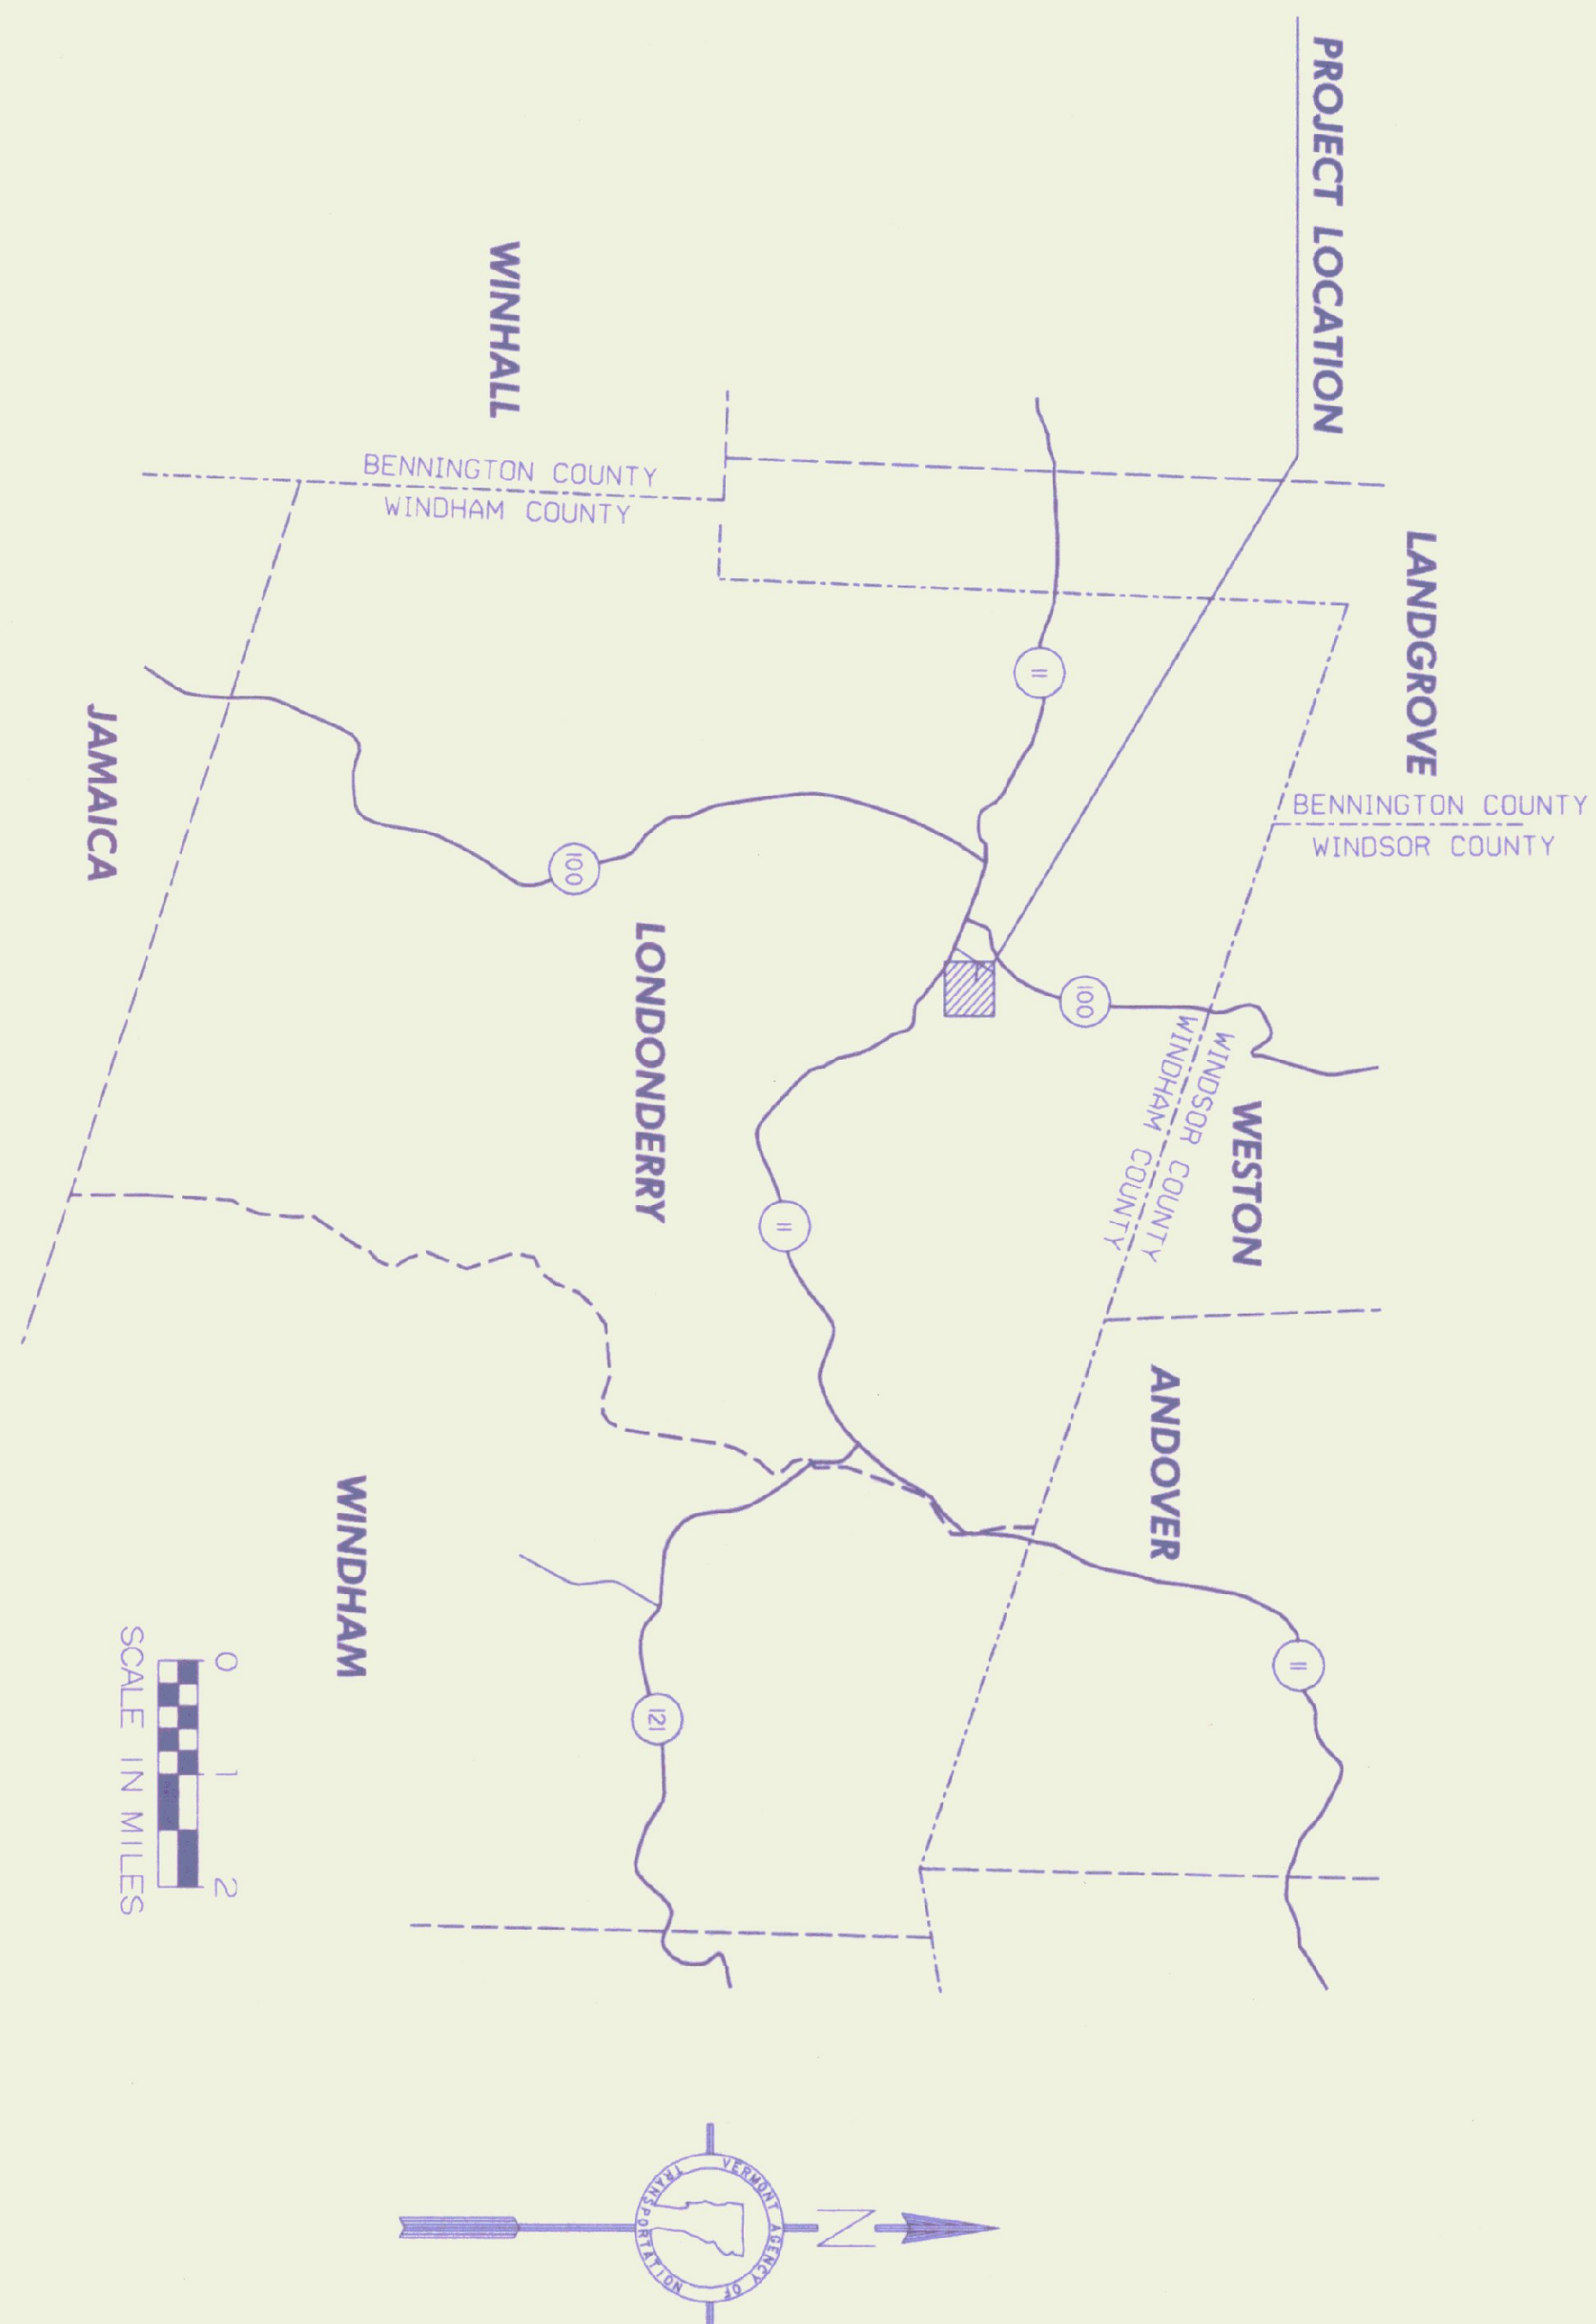 PROJECT LOCATION
LANDGROVE
BENNINGTON COUNTY
WINDSOR COUNTY
WESTON
ANDOVER
WINDSOR COUNTY
WINDHAM COUNTY
11
100
11
11
WINHALL
BENNINGTON COUNTY
WINDHAM COUNTY
LONDONDERRY
100
121
JAMAICA
WINDHAM
0 1 2
SCALE IN MILES
N
VERMONT AGENCY OF TRANSPORTATION